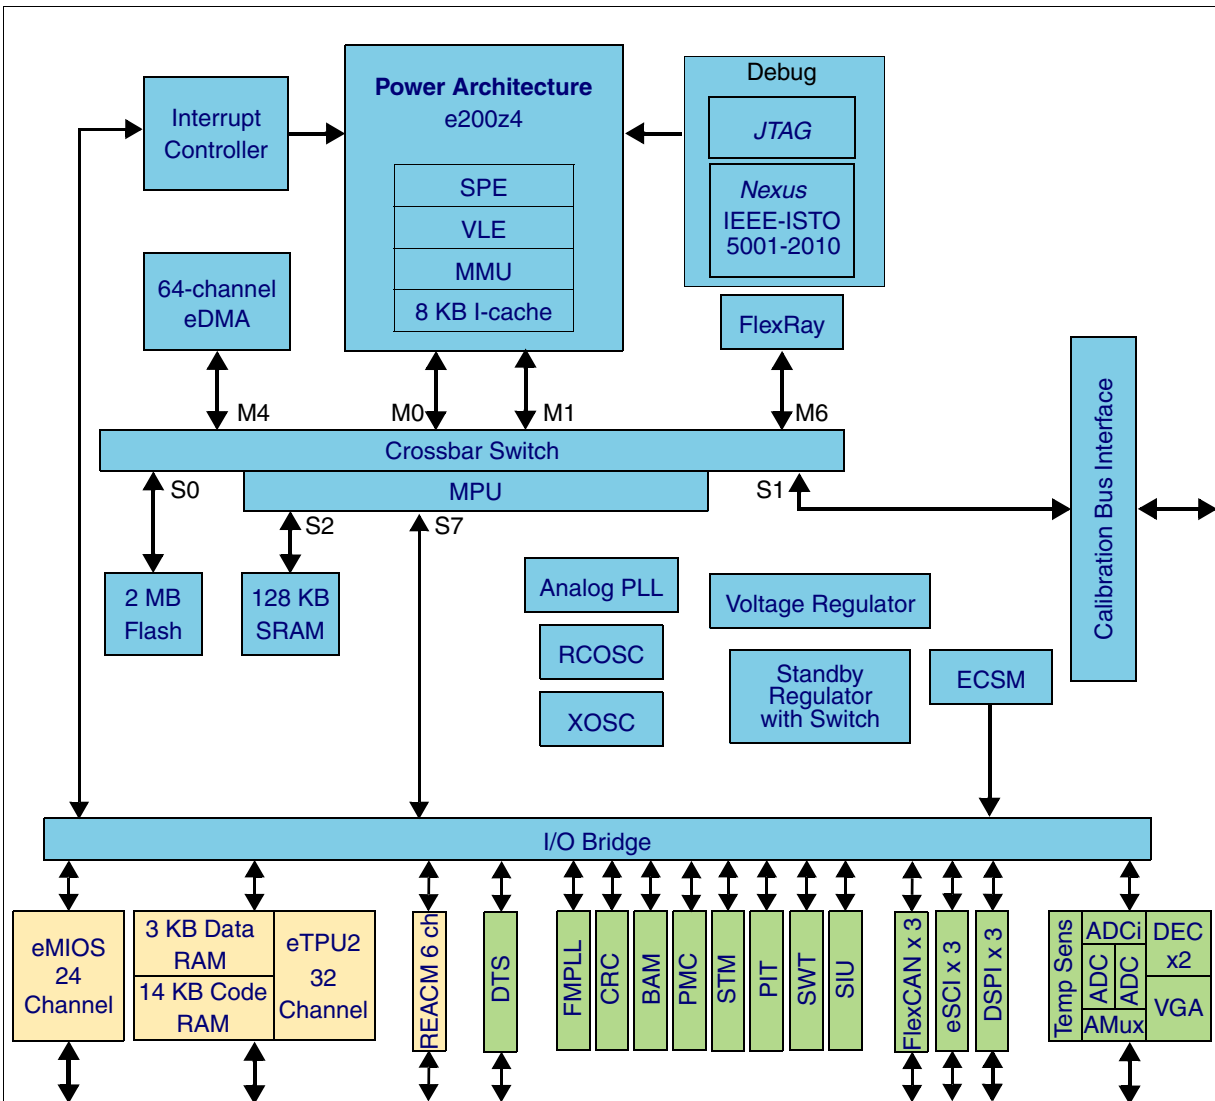 Power Architecture
e200z4
SPE
VLE
MMU
8 KB I-cache
Interrupt
Controller
Debug
JTAG
Nexus
IEEE-ISTO
5001-2010
64-channel
eDMA
FlexRay
M4
M0
M1
M6
Crossbar Switch
MPU
S0
S2
S7
S1
Calibration Bus Interface
2 MB
Flash
128 KB
SRAM
Analog PLL
RCOSC
XOSC
Voltage Regulator
Standby
Regulator
with Switch
ECSM
I/O Bridge
eMIOS
24
Channel
3 KB Data
RAM
14 KB Code
RAM
eTPU2
32
Channel
REACM 6 ch
DTS
FMPLL
CRC
BAM
PMC
STM
PIT
SWT
SIU
FlexCAN x 3
eSCI x 3
DSPI x 3
Temp Sens
ADCi
ADC
ADC
AMux
DEC
x2
VGA